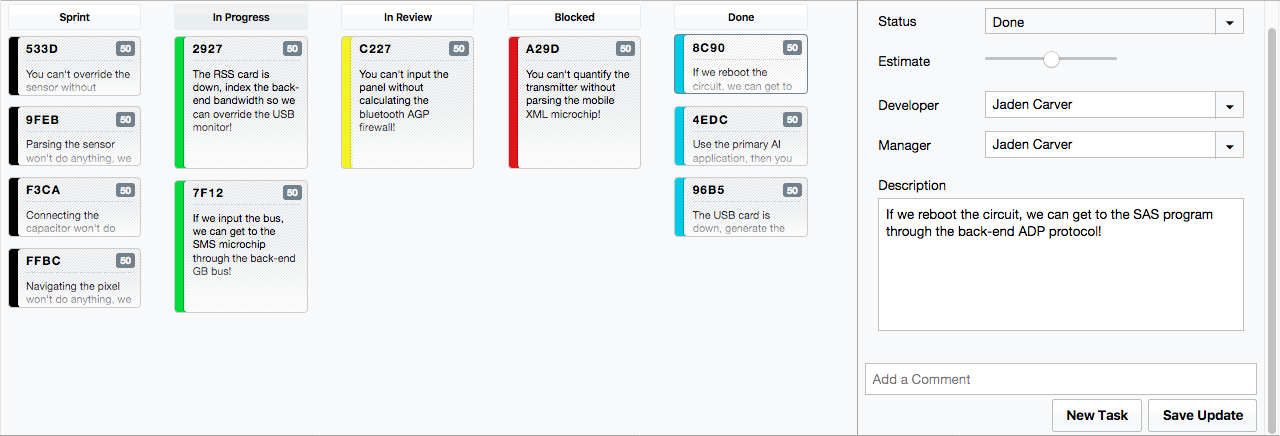 Sprint
533D 50
You can't override the
sensor without
9FEB 50
Parsing the sensor
won't do anything, we
F3CA 50
Connecting the
capacitor won't do
FFBC 50
Navigating the pixel
won't do anything, we
In Progress
2927 50
The RSS card is
down, index the back-
end bandwidth so we
can override the USB
monitor!
7F12 50
If we input the bus,
we can get to the
SMS microchip
through the back-end
GB bus!
In Review
C227 50
You can't input the
panel without
calculating the
bluetooth AGP
firewall!
Blocked
A29D 50
You can't quantify the
transmitter without
parsing the mobile
XML microchip!
Done
8C90 50
If we reboot the
circuit, we can get to
4EDC 50
Use the primary AI
application, then you
96B5 50
The USB card is
down, generate the
Status Done
Estimate
Developer Jaden Carver
Manager Jaden Carver
Description
If we reboot the circuit, we can get to the SAS program
through the back-end ADP protocol!
Add a Comment
New Task Save Update